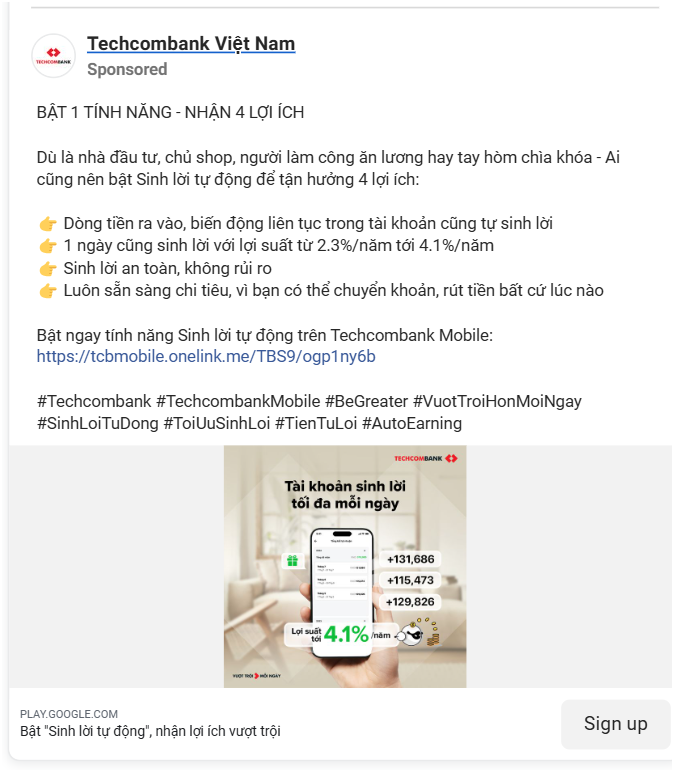 TECHCOMBANK
Techcombank Việt Nam
Sponsored
BẬT 1 TÍNH NĂNG - NHẬN 4 LỢI ÍCH
Dù là nhà đầu tư, chủ shop, người làm công ăn lương hay tay hòm chìa khóa - Ai
cũng nên bật Sinh lời tự động để tận hưởng 4 lợi ích:
👉 Dòng tiền ra vào, biến động liên tục trong tài khoản cũng tự sinh lời
👉 1 ngày cũng sinh lời với lợi suất từ 2.3%/năm tới 4.1%/năm
👉 Sinh lời an toàn, không rủi ro
👉 Luôn sẵn sàng chi tiêu, vì bạn có thể chuyển khoản, rút tiền bất cứ lúc nào
Bật ngay tính năng Sinh lời tự động trên Techcombank Mobile:
https://tcbmobile.onelink.me/TBS9/ogp1ny6b
#Techcombank #TechcombankMobile #BeGreater #VuotTroiHonMoiNgay
#SinhLoiTuDong #ToiUuSinhLoi #TienTuLoi #AutoEarning
TECHCOMBANK
Tài khoản sinh lời
tối đa mỗi ngày
+131,686
+115,473
+129,826
Lợi suất
tới 4.1%/năm
VƯỢT TRỘI MỖI NGÀY
PLAY.GOOGLE.COM
Bật "Sinh lời tự động", nhận lợi ích vượt trội
Sign up